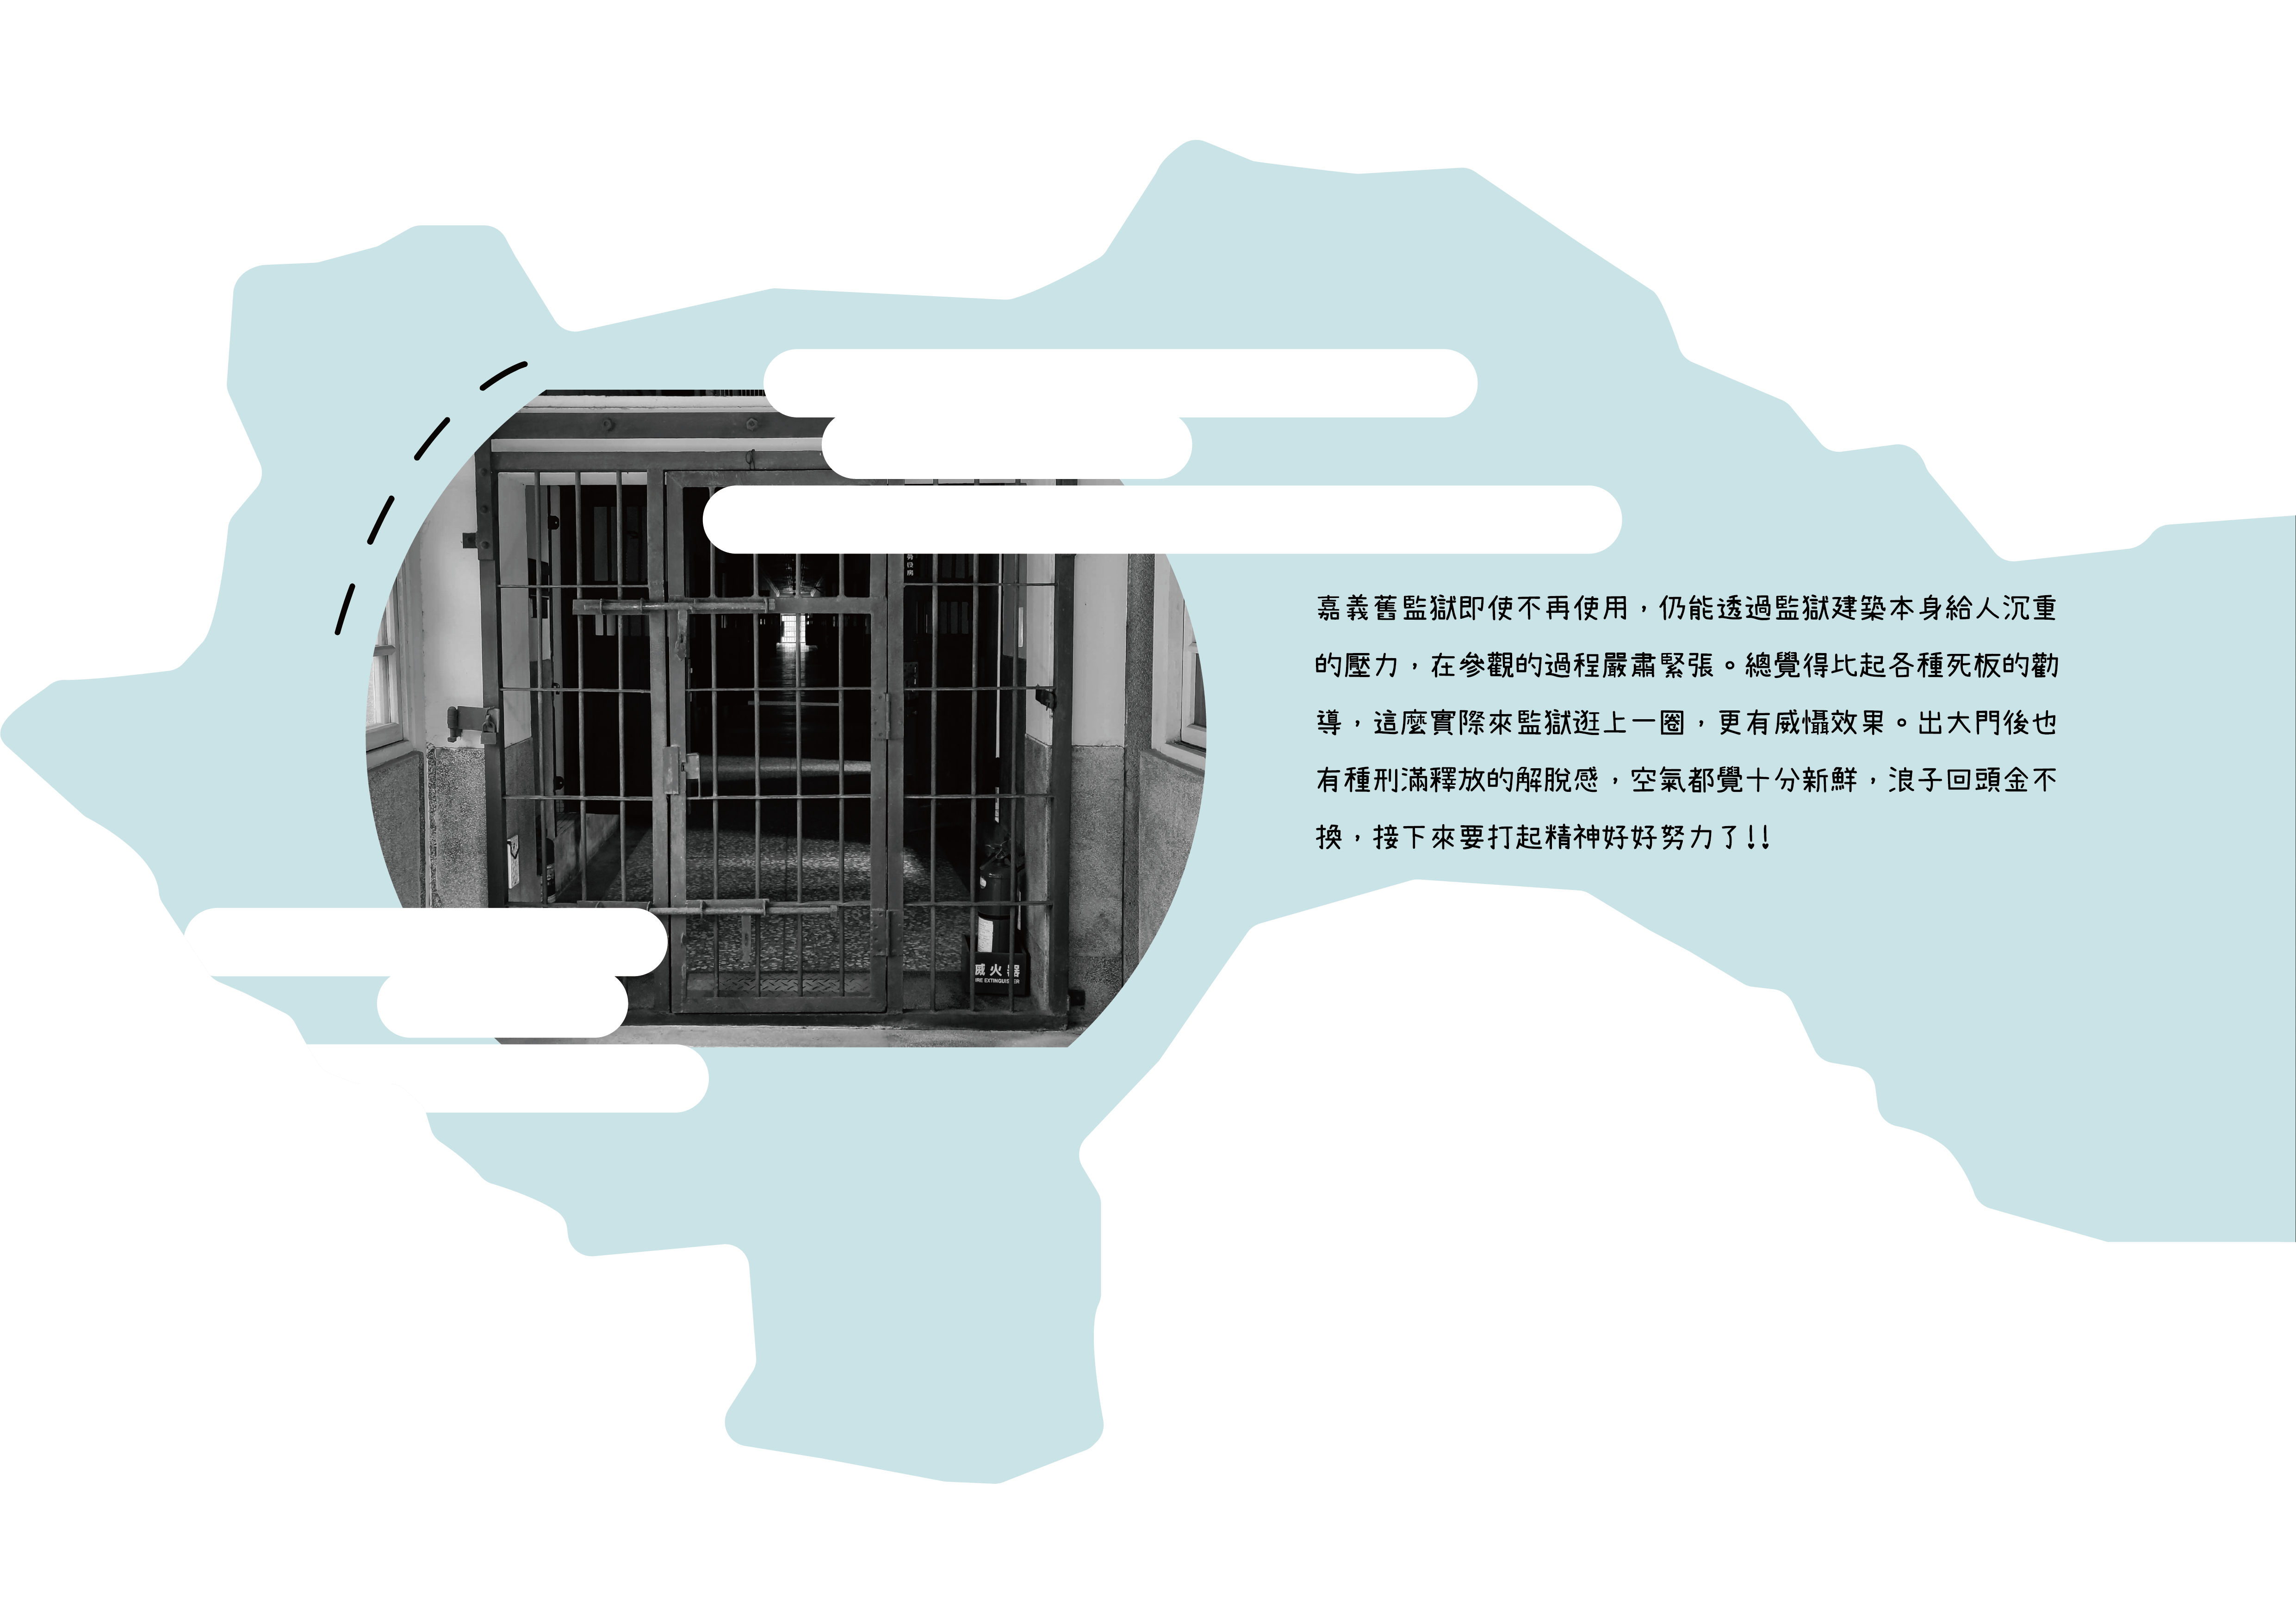 嘉義舊監獄即使不再使用，仍能透過監獄建築本身給人沉重
的壓力，在參觀的過程嚴肅緊張。總覺得比起各種死板的勸
導，這麼實際來監獄逛上一圈，更有威懾效果。出大門後也
有種刑滿釋放的解脫感，空氣都覺十分新鮮，浪子回頭金不
換，接下來要打起精神好好努力了!!
滅火器
FIRE EXTINGUISHER